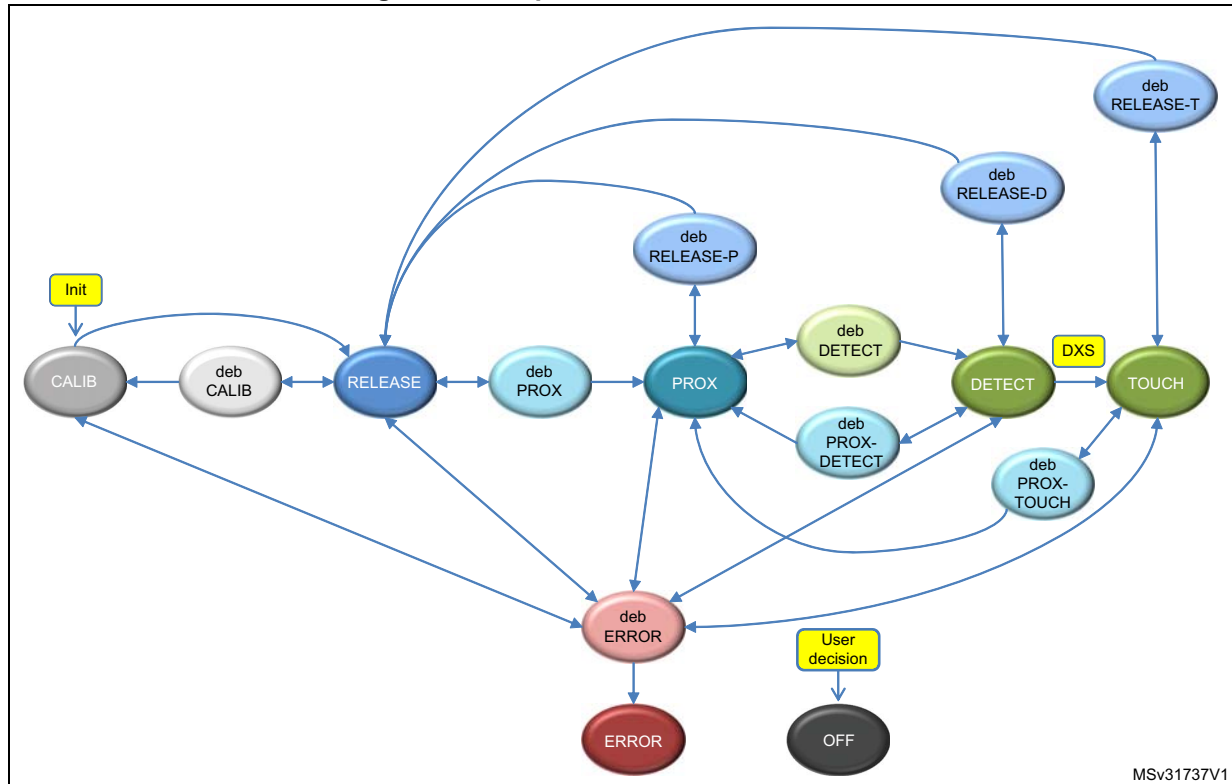 deb
RELEASE-T
deb
RELEASE-D
deb
RELEASE-P
Init
deb
DETECT
DXS
CALIB
deb
CALIB
RELEASE
deb
PROX
PROX
DETECT
TOUCH
deb
PROX-
DETECT
deb
PROX-
TOUCH
deb
ERROR
User
decision
ERROR
OFF
MSv31737V1